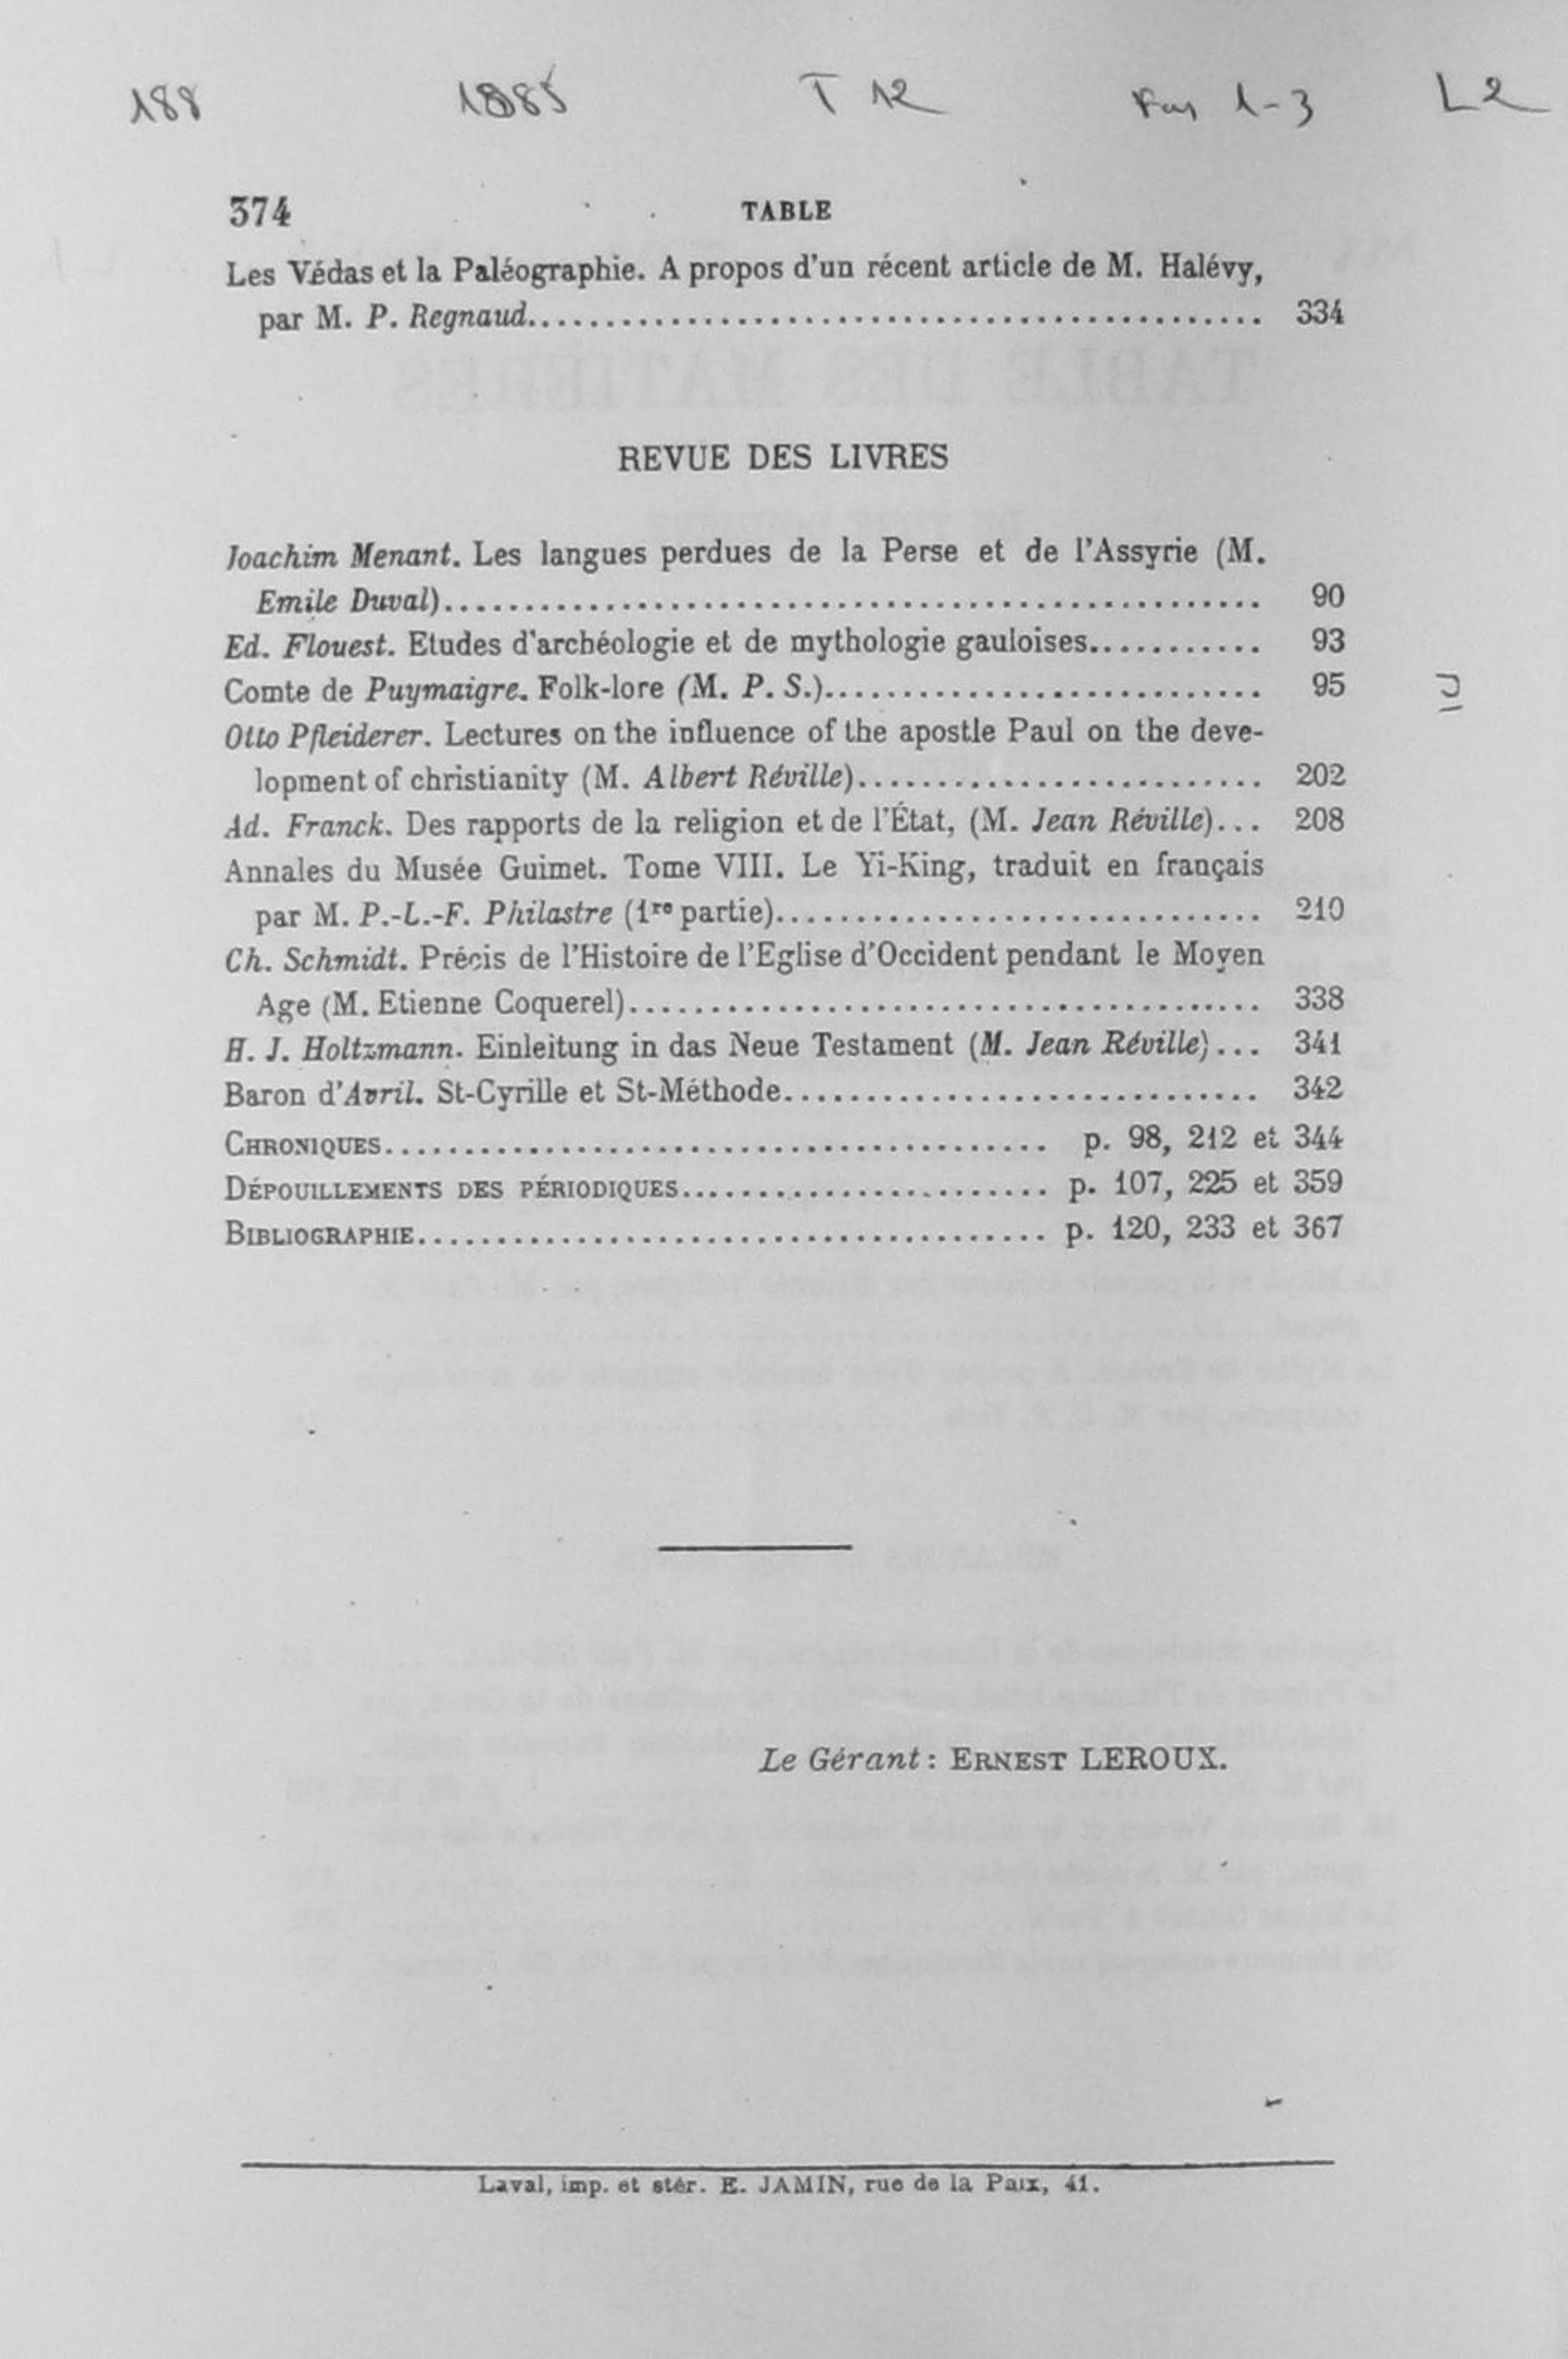 188 1885 T 12 Fas 1-3 L2
374 TABLE
Les Védas et la Paléographie. A propos d'un récent article de M. Halévy,
par M. P. Regnaud.............................................. 334
REVUE DES LIVRES
Joachim Menant. Les langues perdues de la Perse et de l'Assyrie (M.
Emile Duval)................................................... 90
Ed. Flouest. Etudes d'archéologie et de mythologie gauloises........... 93
Comte de Puymaigre. Folk-lore (M. P. S.)........................... 95
Otto Pfleiderer. Lectures on the influence of the apostle Paul on the deve-
lopment of christianity (M. Albert Réville)......................... 202
Ad. Franck. Des rapports de la religion et de l'État, (M. Jean Réville)... 208
Annales du Musée Guimet. Tome VIII. Le Yi-King, traduit en français
par M. P.-L.-F. Philastre (1re partie).............................. 210
Ch. Schmidt. Précis de l'Histoire de l'Eglise d'Occident pendant le Moyen
Age (M. Etienne Coquerel)....................................... 338
H. J. Holtzmann. Einleitung in das Neue Testament (M. Jean Réville)... 341
Baron d'Avril. St-Cyrille et St-Méthode............................. 342
CHRONIQUES......................................... p. 98, 212 et 344
DÉPOUILLEMENTS DES PÉRIODIQUES....................... p. 107, 225 et 359
BIBLIOGRAPHIE....................................... p. 120, 233 et 367
Le Gérant : ERNEST LEROUX.
Laval, imp. et stér. E. JAMIN, rue de la Paix, 41.